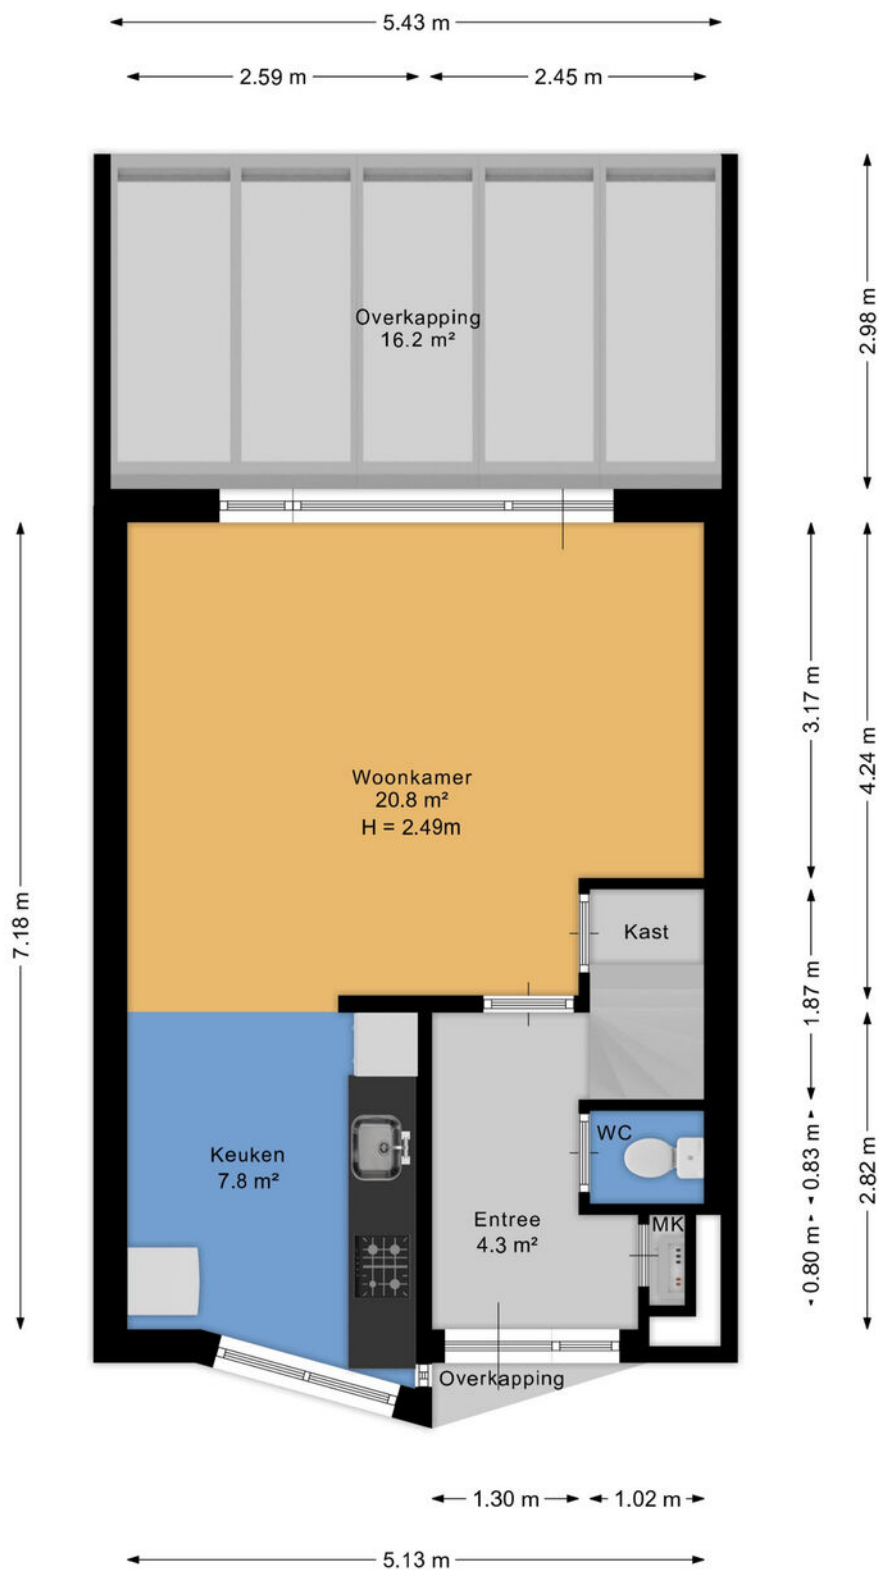 5.43 m
2.59 m
2.45 m
2.98 m
Overkapping
16.2 m²
3.17 m
4.24 m
Woonkamer
20.8 m²
H = 2.49m
7.18 m
Kast
1.87 m
WC
0.83 m
Keuken
7.8 m²
2.82 m
Entree
4.3 m²
MK
0.80 m
Overkapping
1.30 m
1.02 m
5.13 m